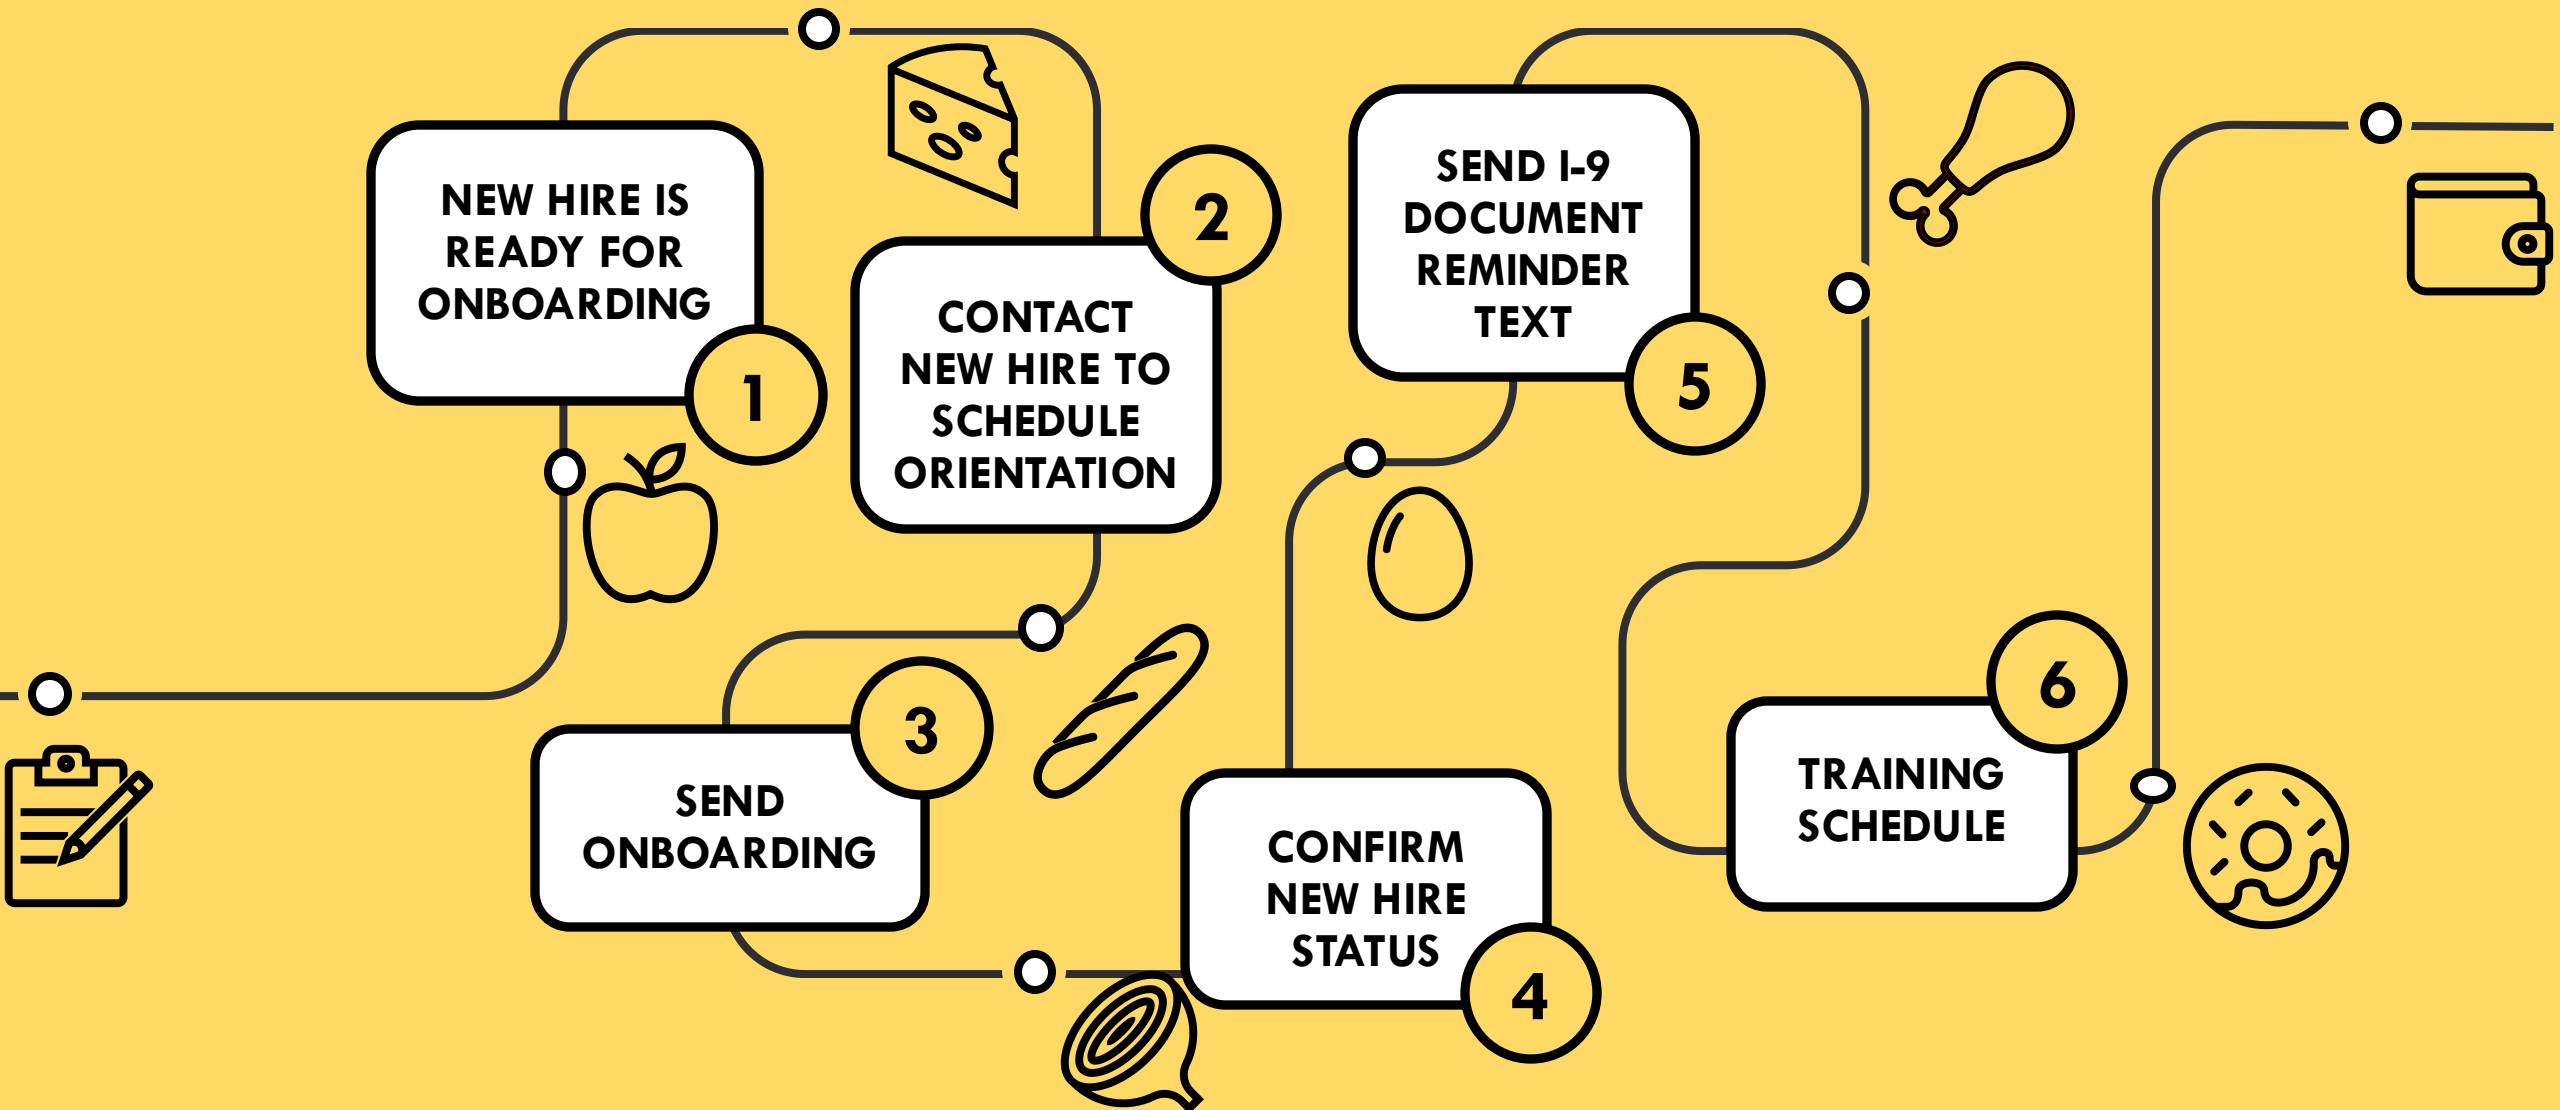 NEW HIRE IS
READY FOR
ONBOARDING
1
2
CONTACT
NEW HIRE TO
SCHEDULE
ORIENTATION
3
SEND
ONBOARDING
CONFIRM
NEW HIRE
STATUS
4
SEND I-9
DOCUMENT
REMINDER
TEXT
5
6
TRAINING
SCHEDULE